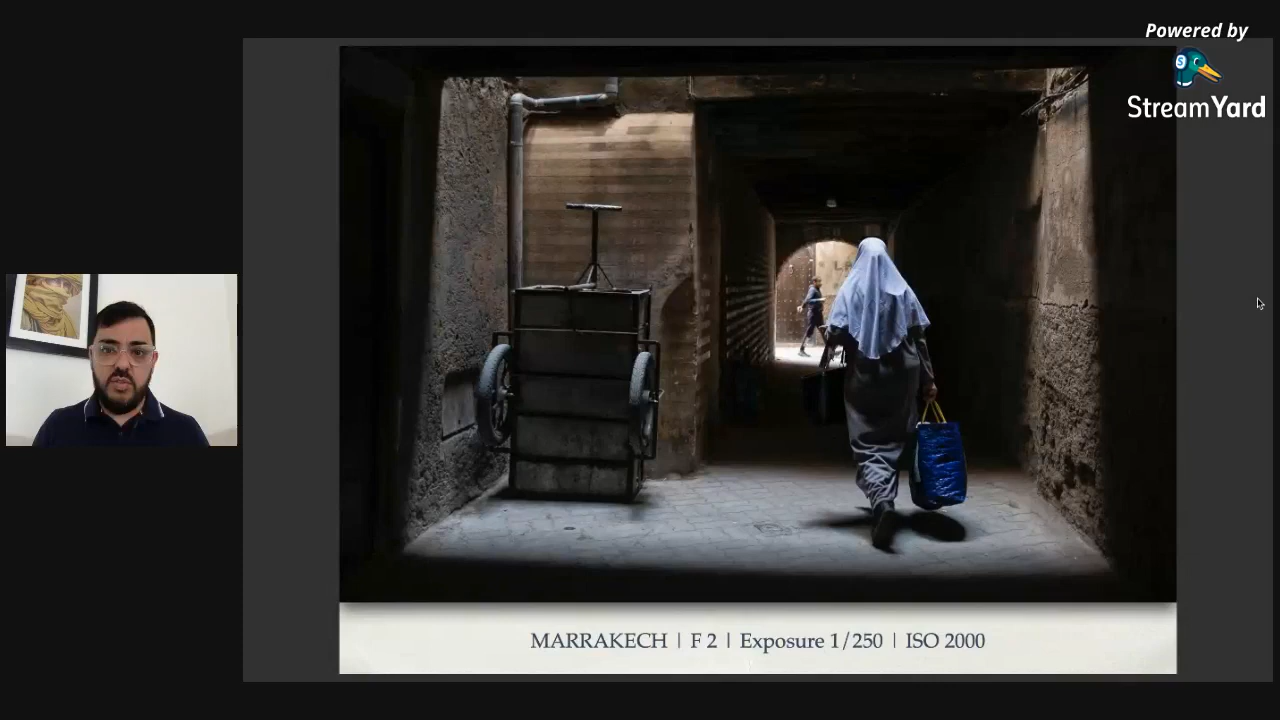 Powered by
StreamYard
MARRAKECH | F 2 | Exposure 1/250 | ISO 2000